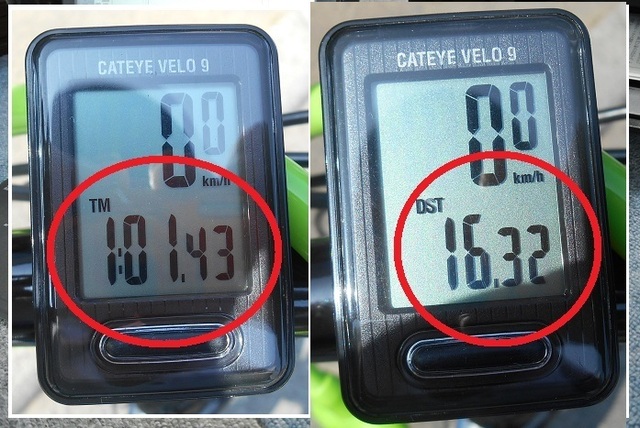 CATEYE VELO 9
0.0
km/h
TM
1:01.43
CATEYE VELO 9
0.0
km/h
DST
16.32